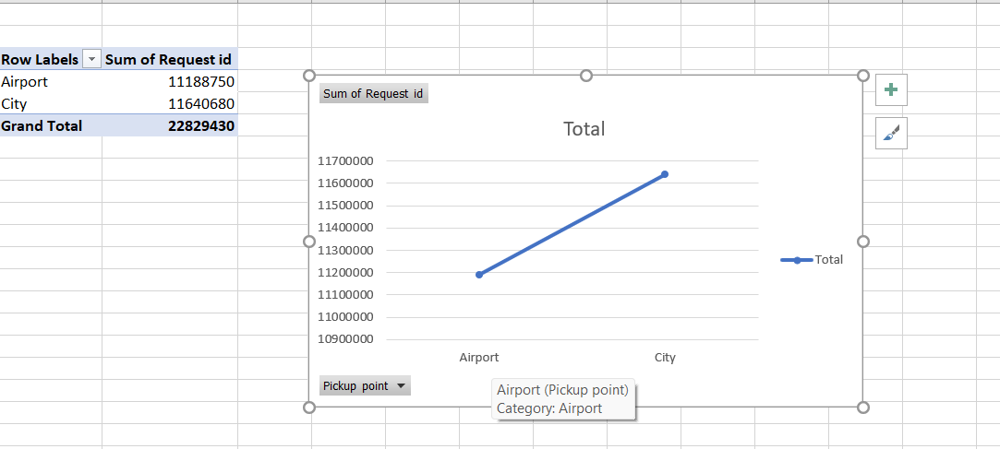 Row Labels Sum of Request id
Airport 11188750
City 11640680
Grand Total 22829430
Sum of Request id
Total
11700000
11600000
11500000
11400000
11300000
11200000
11100000
11000000
10900000
Airport City
Total
Pickup point
Airport (Pickup point)
Category: Airport